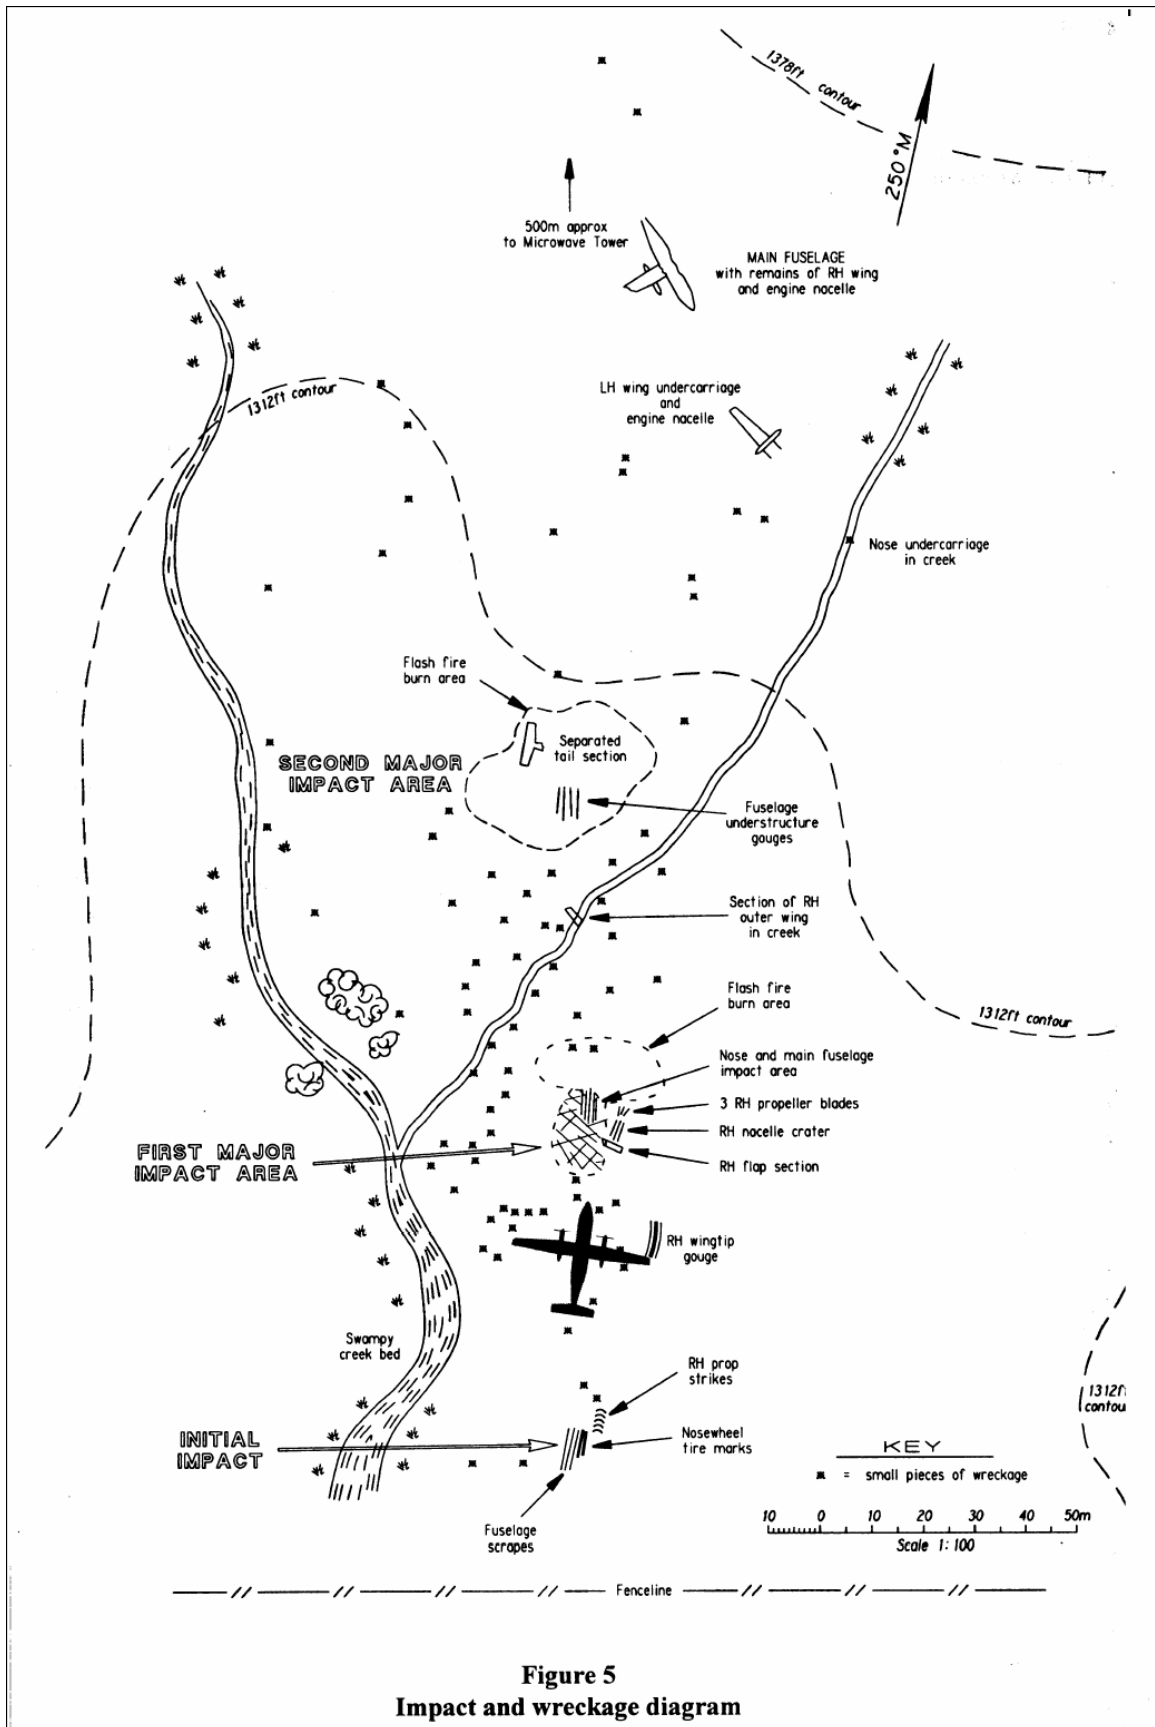 1378ft contour
250°M
500m approx
to Microwave Tower
MAIN FUSELAGE
with remains of RH wing
and engine nacelle
1312ft contour
LH wing undercarriage
and
engine nacelle
Nose undercarriage
in creek
Flash fire
burn area
Separated
tail section
SECOND MAJOR
IMPACT AREA
Fuselage
understructure
gouges
Section of RH
outer wing
in creek
Flash fire
burn area
1312ft contour
Nose and main fuselage
impact area
3 RH propeller blades
RH nacelle crater
RH flap section
FIRST MAJOR
IMPACT AREA
RH wingtip
gouge
Swampy
creek bed
RH prop
strikes
1312f
contou
INITIAL
IMPACT
Nosewheel
tire marks
KEY
= small pieces of wreckage
10 0 10 20 30 40 50m
Scale 1:100
Fuselage
scrapes
Fenceline
Figure 5
Impact and wreckage diagram